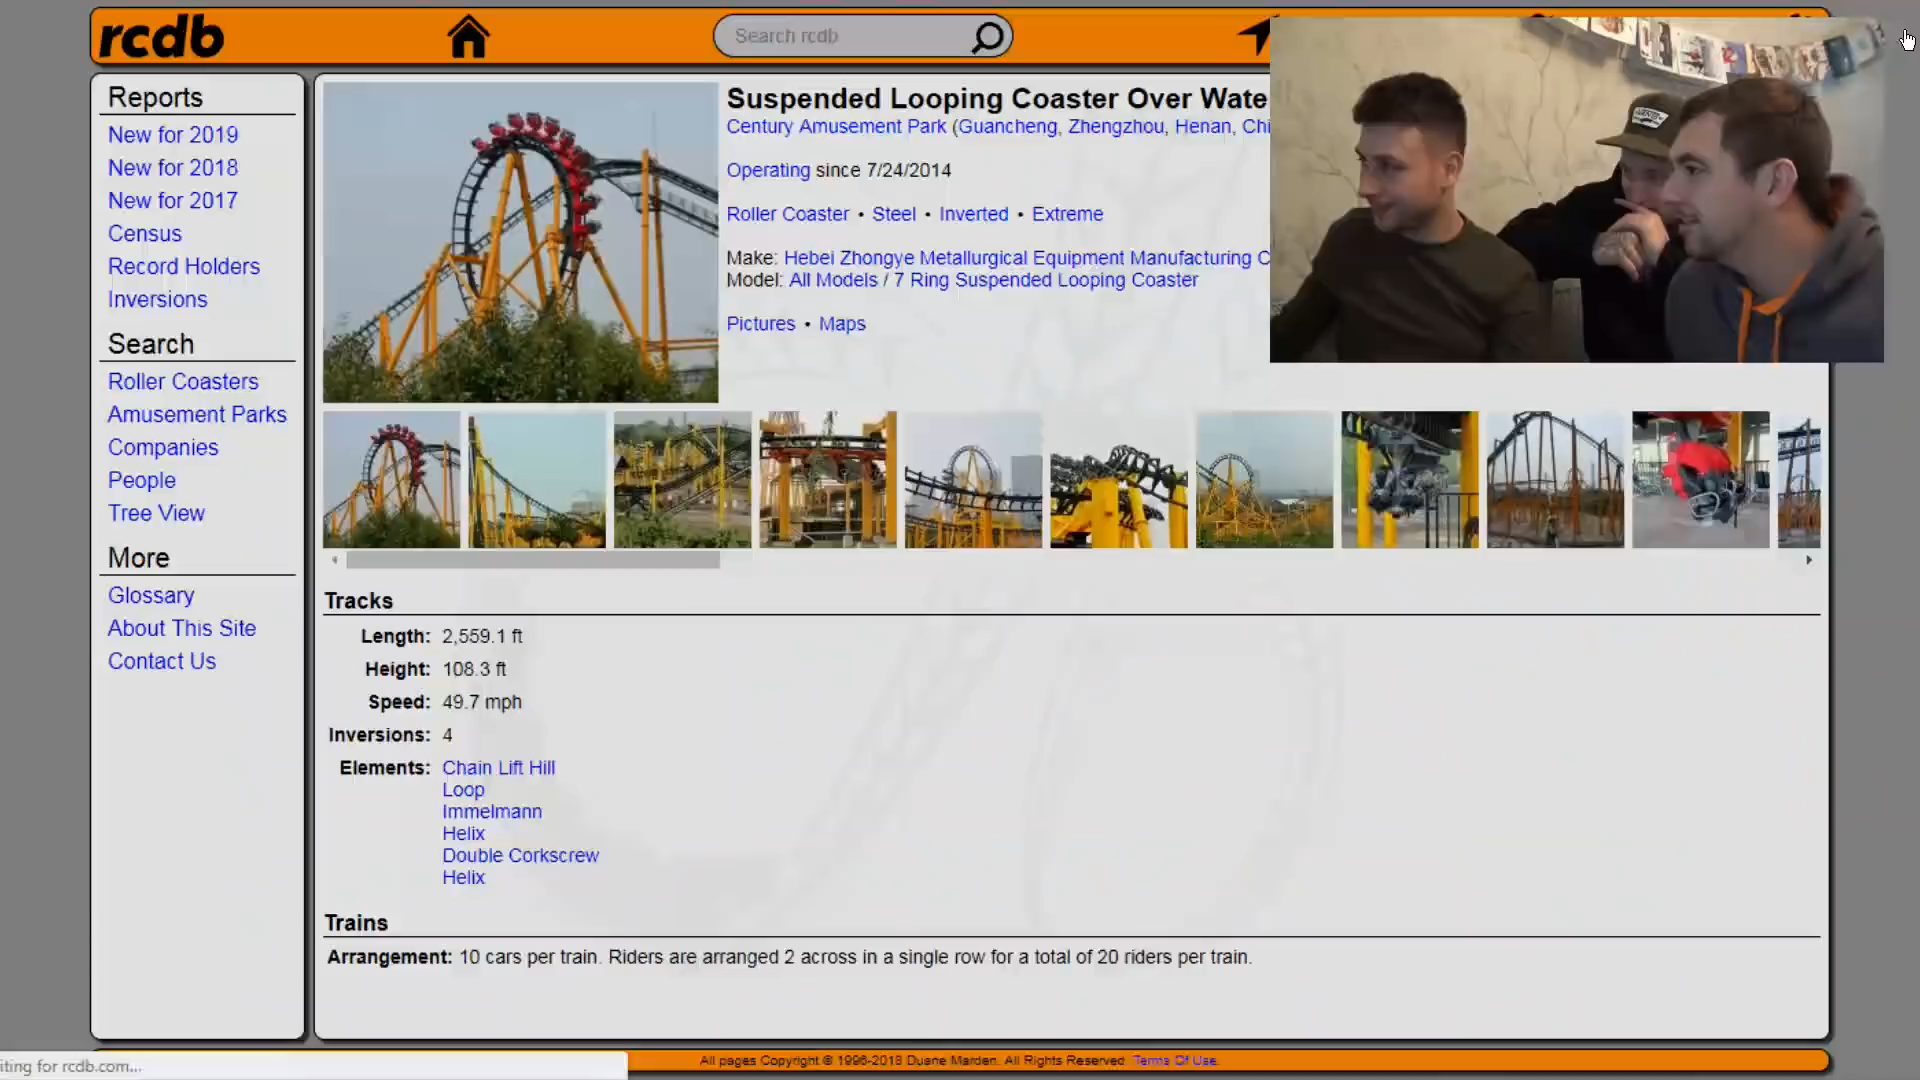 rcdb
Search rcdb
Reports
New for 2019
New for 2018
New for 2017
Census
Record Holders
Inversions
Search
Roller Coasters
Amusement Parks
Companies
People
Tree View
More
Glossary
About This Site
Contact Us
Suspended Looping Coaster Over Wate
Century Amusement Park (Guancheng, Zhengzhou, Henan, Chi
Operating since 7/24/2014
Roller Coaster • Steel • Inverted • Extreme
Make: Hebei Zhongye Metallurgical Equipment Manufacturing C
Model: All Models / 7 Ring Suspended Looping Coaster
Pictures • Maps
Tracks
Length: 2,559.1 ft
Height: 108.3 ft
Speed: 49.7 mph
Inversions: 4
Elements: Chain Lift Hill
Loop
Immelmann
Helix
Double Corkscrew
Helix
Trains
Arrangement: 10 cars per train. Riders are arranged 2 across in a single row for a total of 20 riders per train.
iting for rcdb.com...
All pages Copyright © 1996-2018 Duane Marden. All Rights Reserved Terms Of Use.